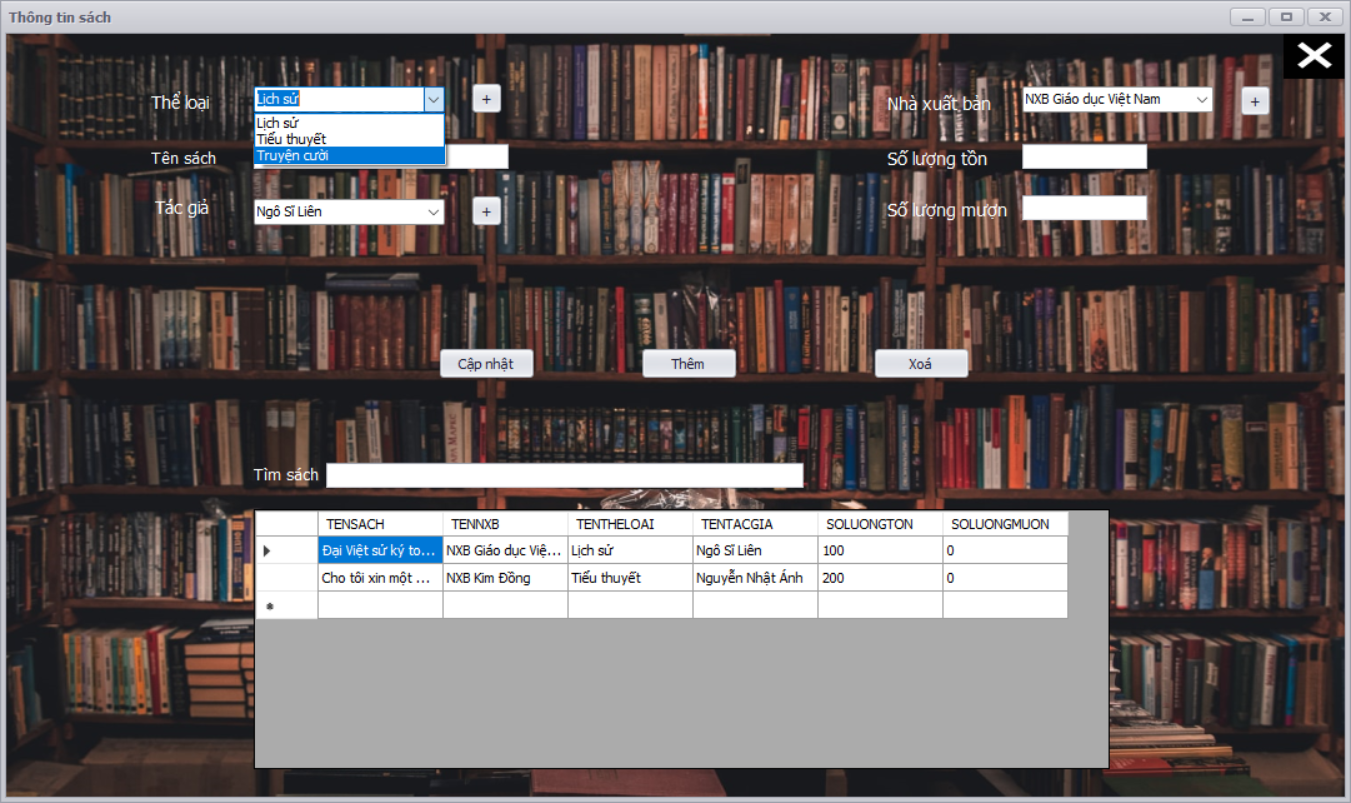 Thông tin sách
Thể loại
Lịch sử
+
Nhà xuất bản
NXB Giáo dục Việt Nam
+
Lịch sử
Tiểu thuyết
Truyện cười
Tên sách
Số lượng tồn
Tác giả
Ngô Sĩ Liên
+
Số lượng mượn
Cập nhật
Thêm
Xoá
Tìm sách
TENSACH TENNXB TENTHELOAI TENTACGIA SOLUONGTON SOLUONGMUON
Đại Việt sử ký to... NXB Giáo dục Việ... Lịch sử Ngô Sĩ Liên 100 0
Cho tôi xin một ... NXB Kim Đồng Tiểu thuyết Nguyễn Nhật Ánh 200 0